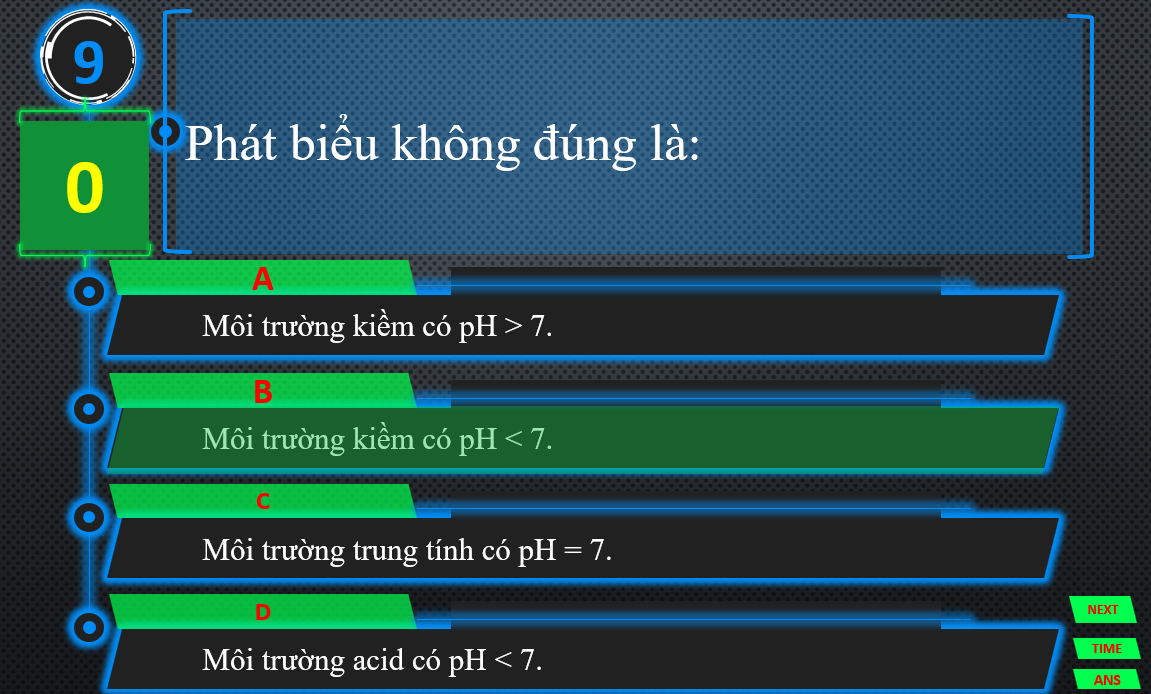 9
0
Phát biểu không đúng là:
A
Môi trường kiềm có pH > 7.
B
Môi trường kiềm có pH < 7.
C
Môi trường trung tính có pH = 7.
D
Môi trường acid có pH < 7.
NEXT
TIME
ANS